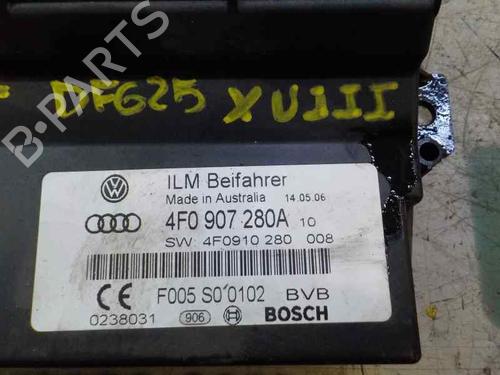 DF625 XVIII
ILM Beifahrer
Made in Australia 14.05.06
4F0 907 280A 10
SW: 4F0910 280 008
F005 S0'0102 BVB
0238031 906 BOSCH
B-Parts